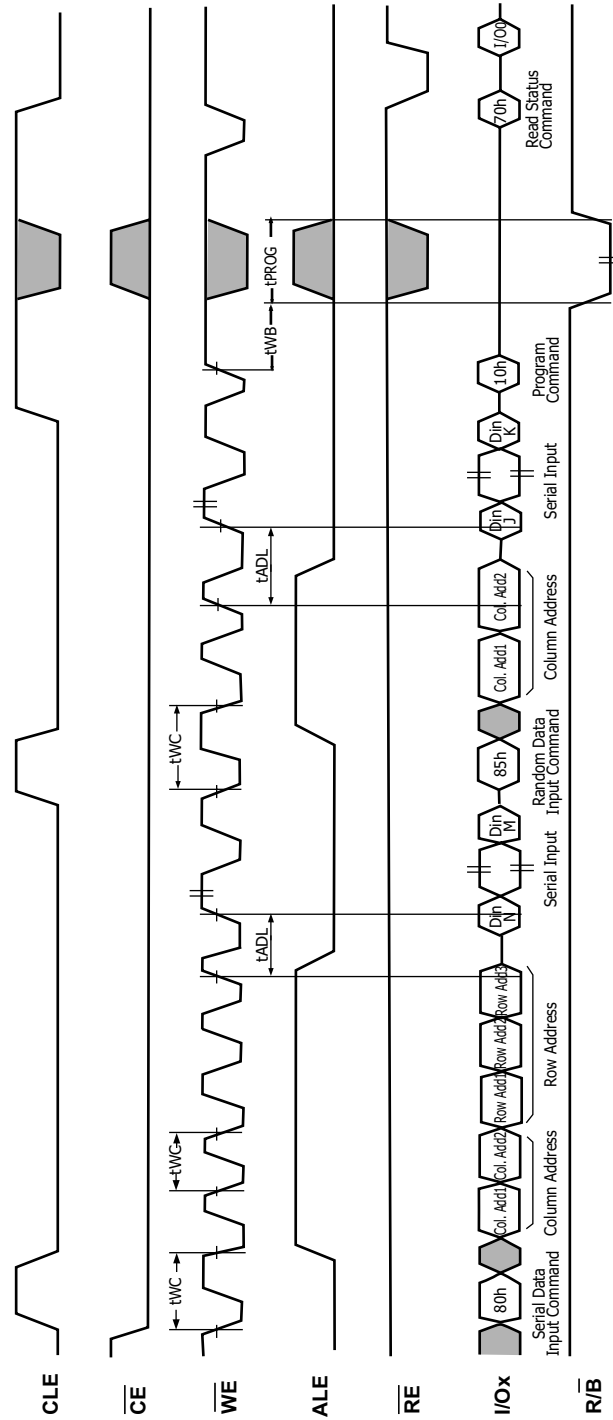 CLE
CE
WE
ALE
RE
I/Ox
R/B
tWC
tWC
tWC
tADL
tADL
tWB
tPROG
80h
Col. Add1
Col. Add2
Row Add1
Row Add2
Row Add3
Din
N
Din
M
85h
Col. Add1
Col. Add2
Din
J
Din
K
10h
70h
I/O0
Serial Data
Input Command
Column Address
Row Address
Serial Input
Random Data
Input Command
Column Address
Serial Input
Program
Command
Read Status
Command